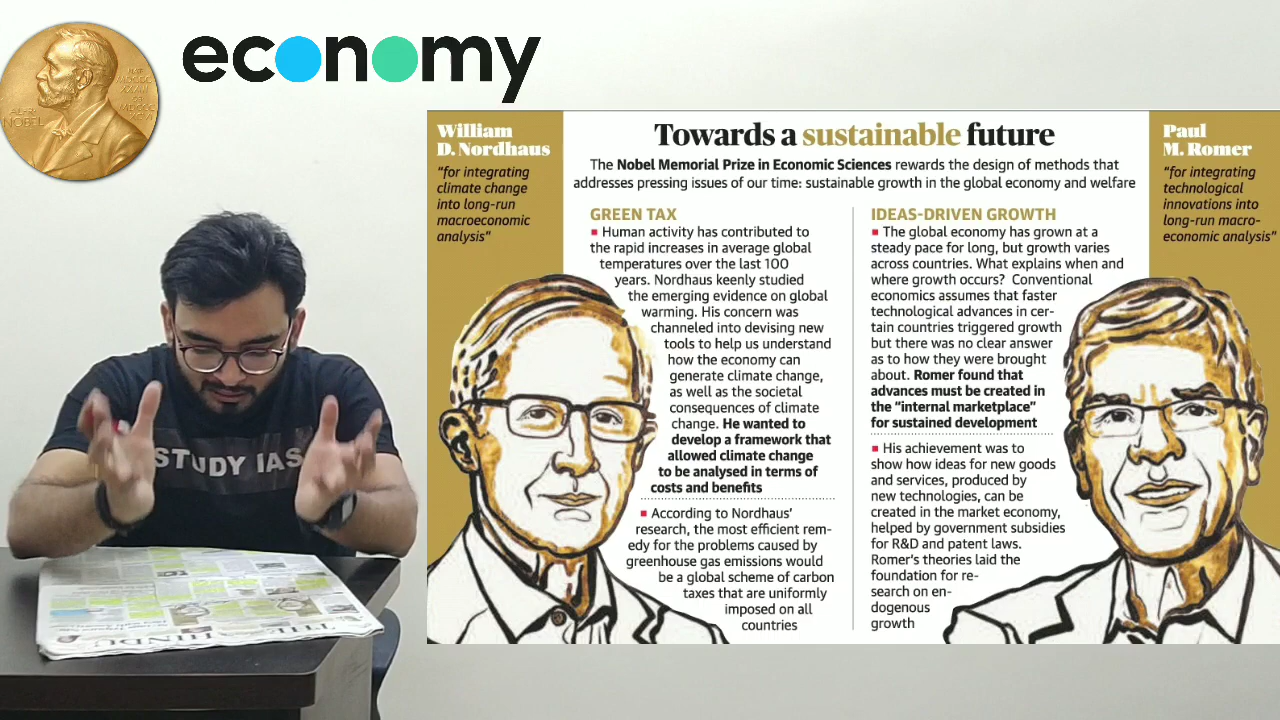 economy
ALFR.
NOBEL
NAT.
MDCCC
XXXIII
OB.
MDCCC
XCVI
William
D. Nordhaus
"for integrating
climate change
into long-run
macroeconomic
analysis"
Towards a sustainable future
The Nobel Memorial Prize in Economic Sciences rewards the design of methods that
addresses pressing issues of our time: sustainable growth in the global economy and welfare
GREEN TAX
Human activity has contributed to
the rapid increases in average global
temperatures over the last 100
years. Nordhaus keenly studied
the emerging evidence on global
warming. His concern was
channeled into devising new
tools to help us understand
how the economy can
generate climate change,
as well as the societal
consequences of climate
change. He wanted to
develop a framework that
allowed climate change
to be analysed in terms of
costs and benefits
According to Nordhaus'
research, the most efficient rem-
edy for the problems caused by
greenhouse gas emissions would
be a global scheme of carbon
taxes that are uniformly
imposed on all
countries
IDEAS-DRIVEN GROWTH
The global economy has grown at a
steady pace for long, but growth varies
across countries. What explains when and
where growth occurs? Conventional
economics assumes that faster
technological advances in cer-
tain countries triggered growth
but there was no clear answer
as to how they were brought
about. Romer found that
advances must be created in
the "internal marketplace"
for sustained development
His achievement was to
show how ideas for new goods
and services, produced by
new technologies, can be
created in the market economy,
helped by government subsidies
for R&D and patent laws.
Romer's theories laid the
foundation for re-
search on en-
dogenous
growth
Paul
M. Romer
"for integrating
technological
innovations into
long-run macro-
economic analysis"
STUDY IAS
THE HINDU